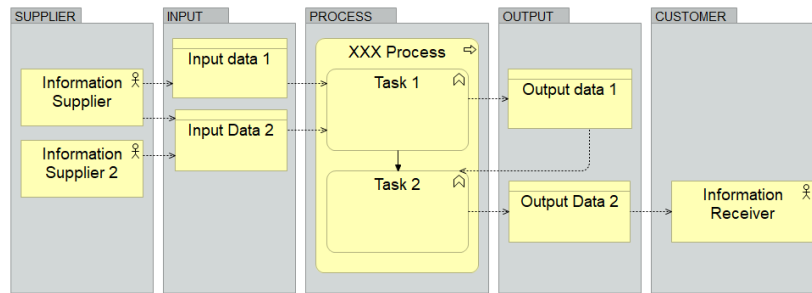 SUPPLIER
INPUT
PROCESS
OUTPUT
CUSTOMER
Information
Supplier
Information
Supplier 2
Input data 1
Input Data 2
XXX Process
Task 1
Task 2
Output data 1
Output Data 2
Information
Receiver